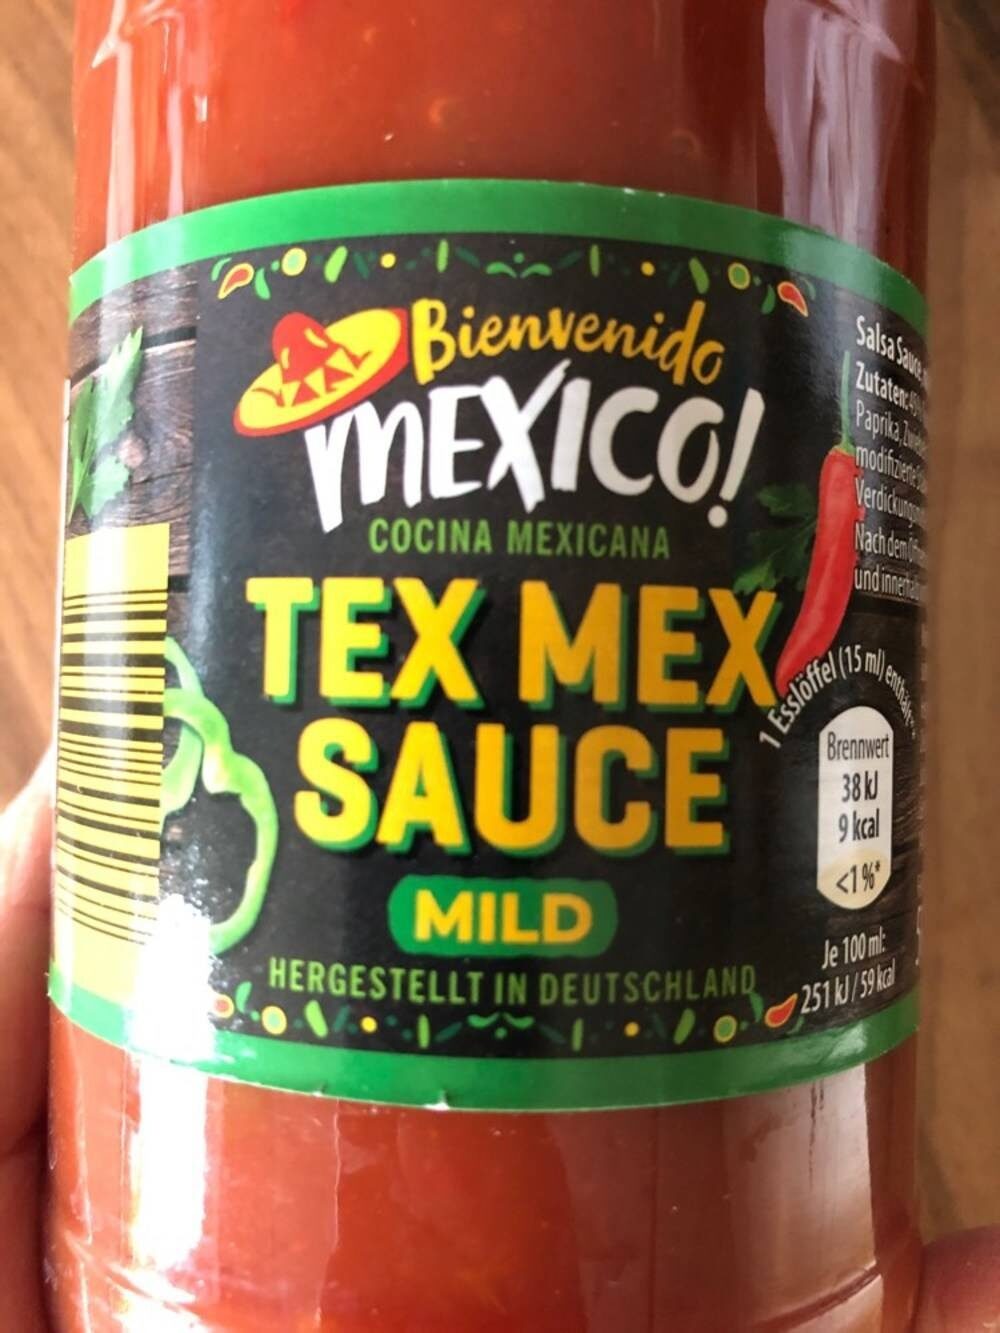 Bienvenido
MEXICO!
COCINA MEXICANA
TEX MEX
SAUCE
MILD
HERGESTELLT IN DEUTSCHLAND
Salsa Sauce,
Zutaten:
Paprika,
modifizierte
Nach dem
und innerhalb
1 Esslöffel (15 ml) enthält
Brennwert
38 kJ
9 kcal
<1 %*
Je 100 ml:
251 kJ / 59 kcal